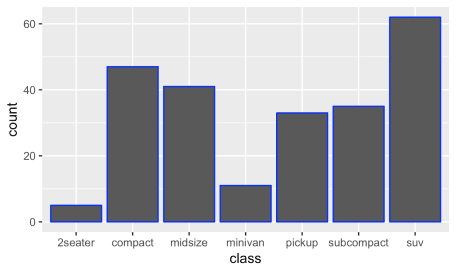 60
40
20
0
count
2seater compact midsize minivan pickup subcompact suv
class